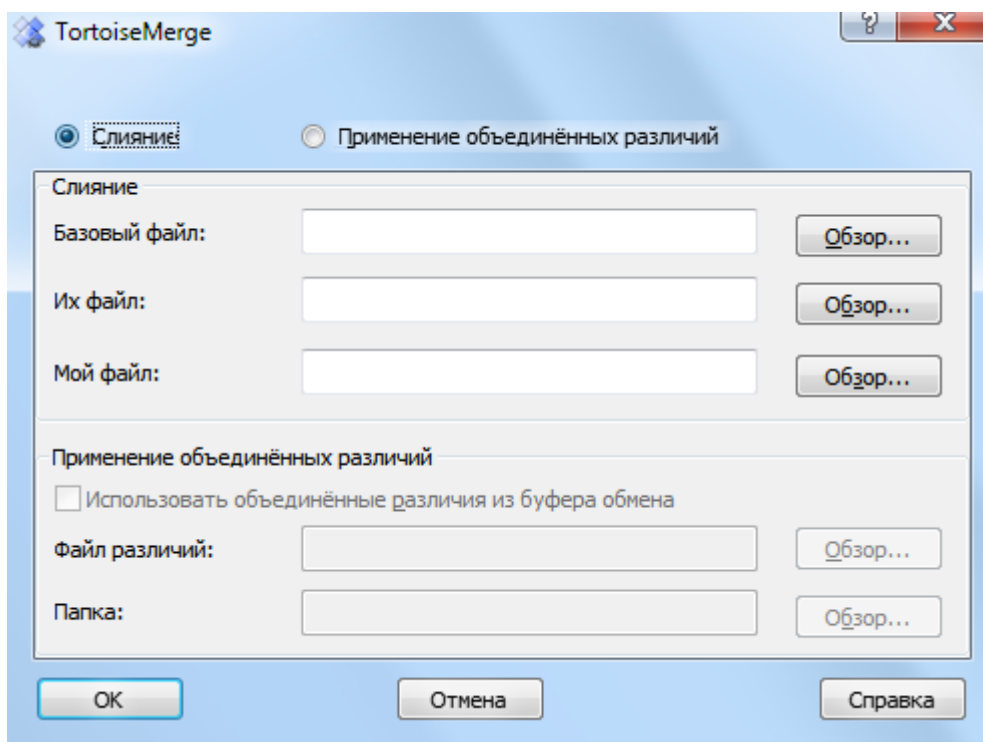 TortoiseMerge
Слияние Применение объединённых различий
Слияние
Базовый файл: Обзор...
Их файл: Обзор...
Мой файл: Обзор...
Применение объединённых различий
Использовать объединённые различия из буфера обмена
Файл различий: Обзор...
Папка: Обзор...
ОК Отмена Справка